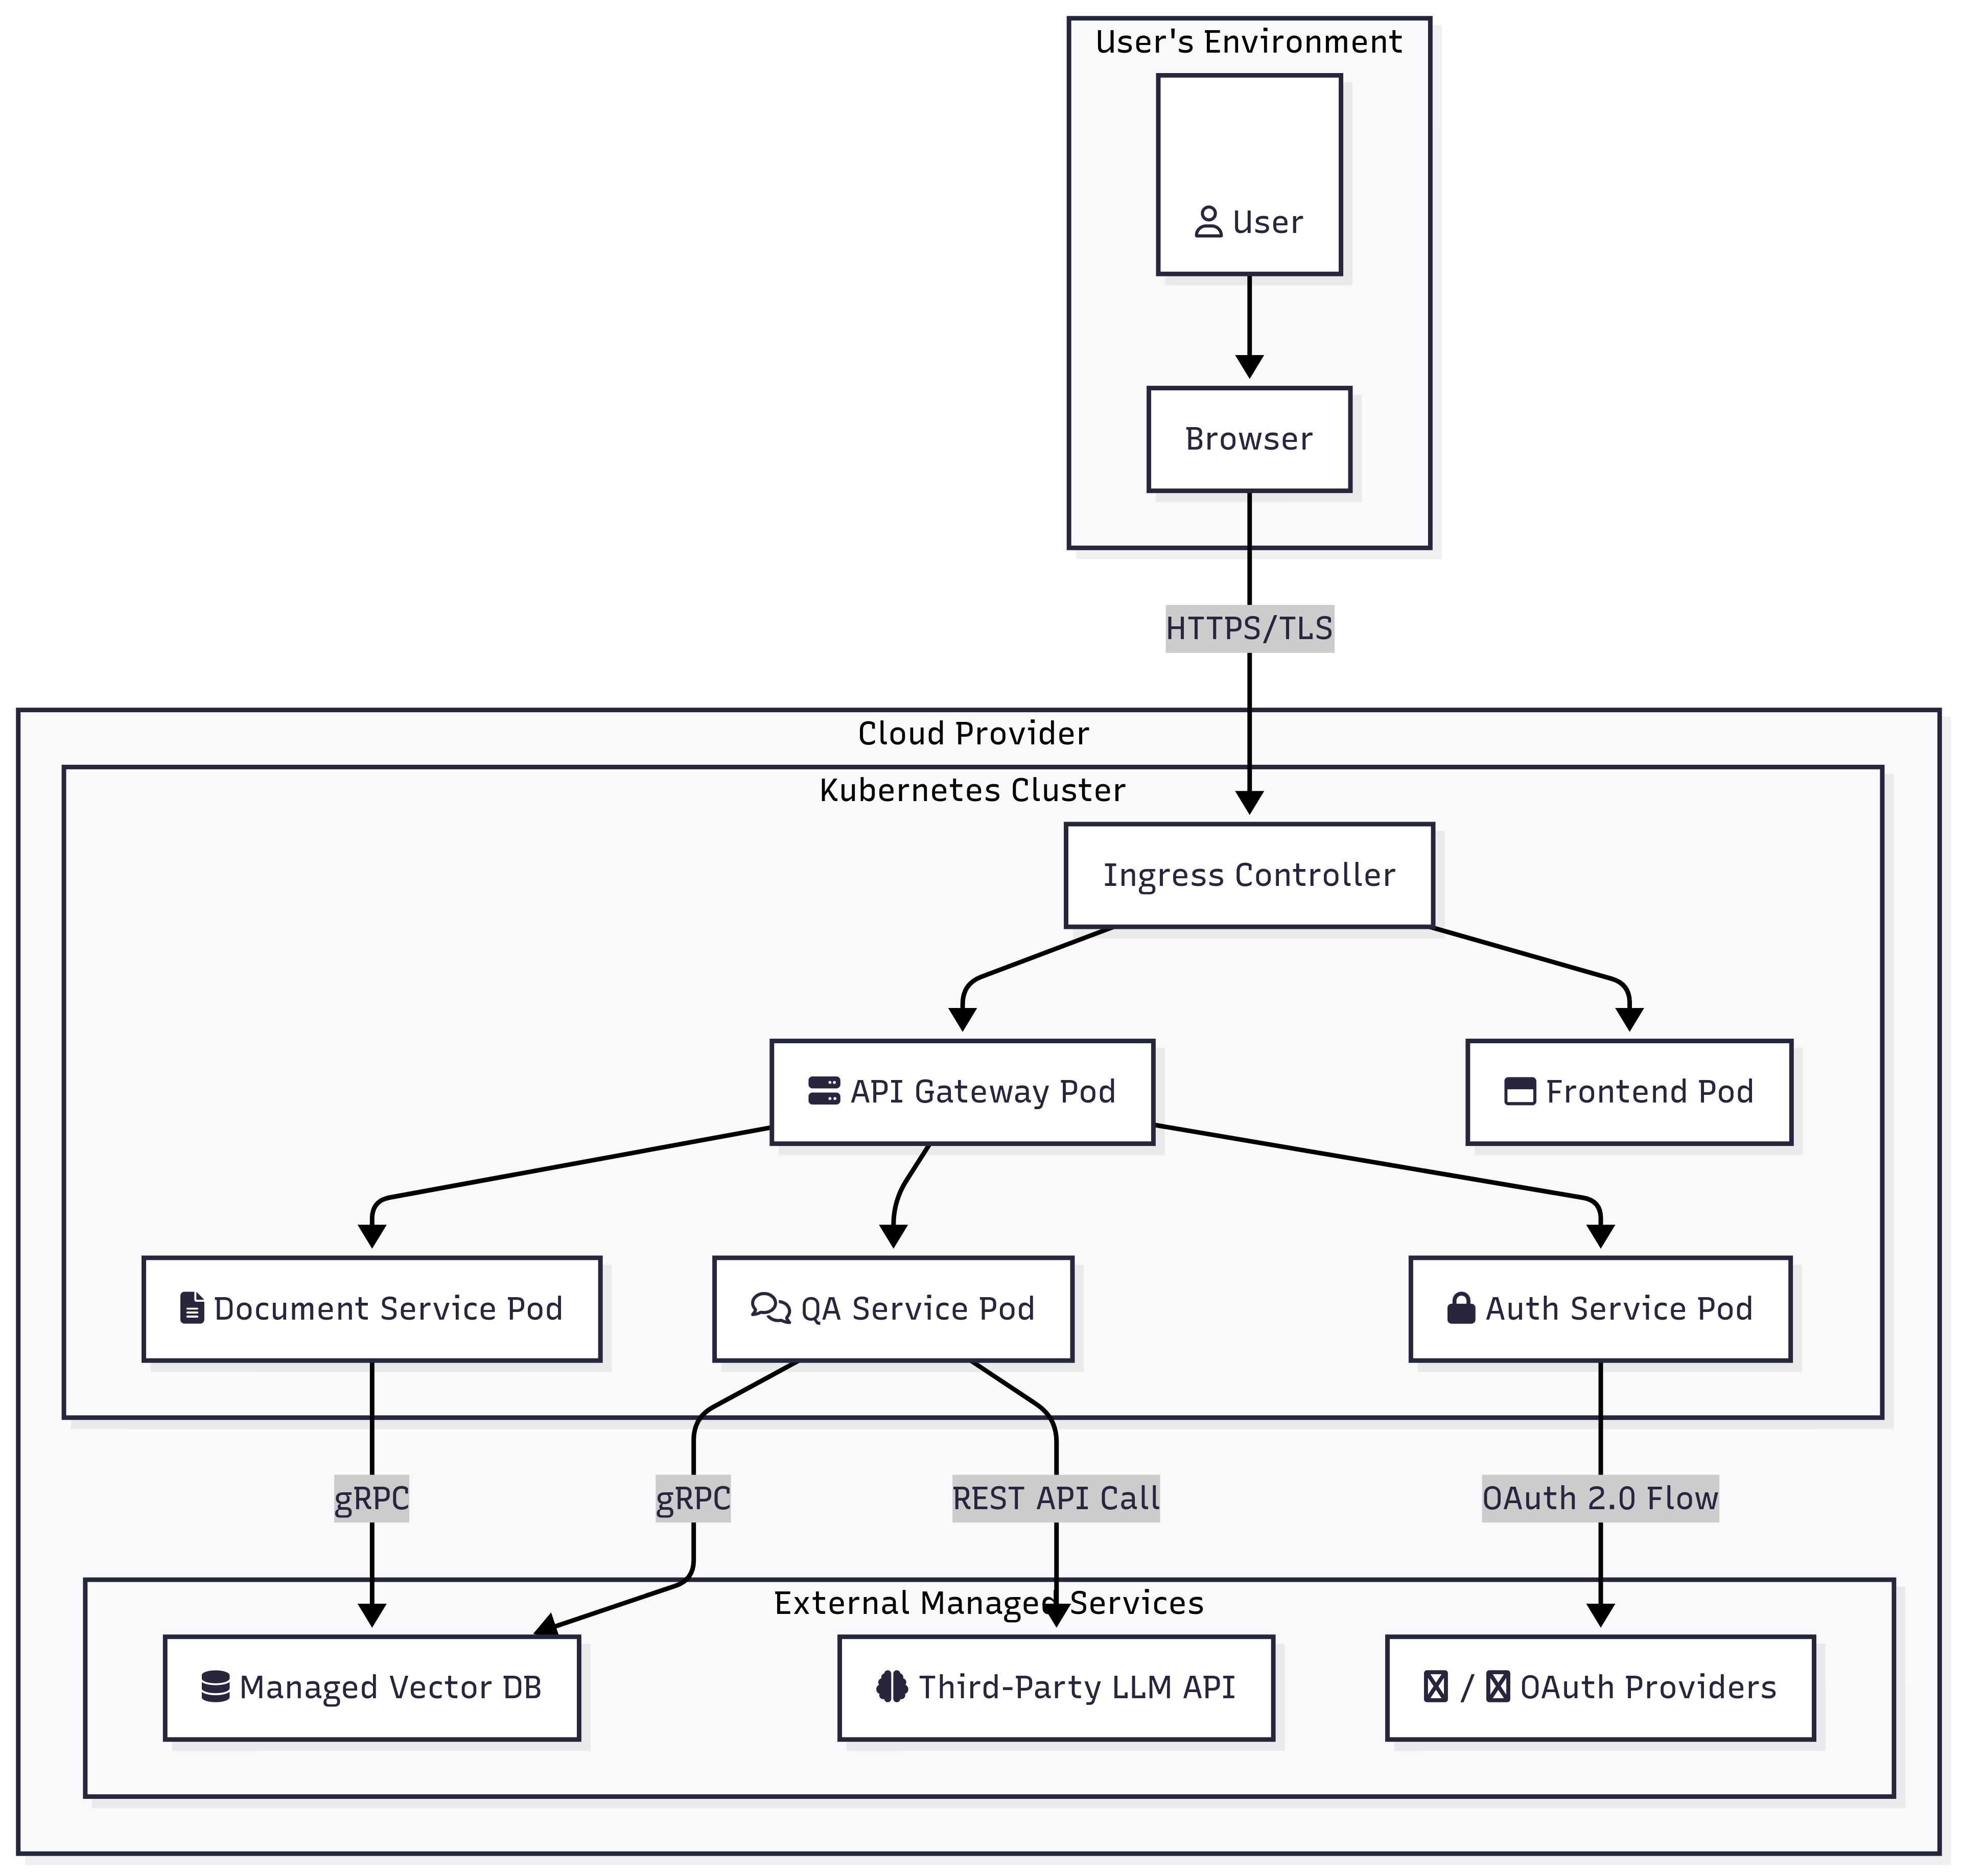 User's Environment
User
Browser
HTTPS/TLS
Cloud Provider
Kubernetes Cluster
Ingress Controller
API Gateway Pod
Frontend Pod
Document Service Pod
QA Service Pod
Auth Service Pod
gRPC
gRPC
REST API Call
OAuth 2.0 Flow
External Managed Services
Managed Vector DB
Third-Party LLM API
/ OAuth Providers